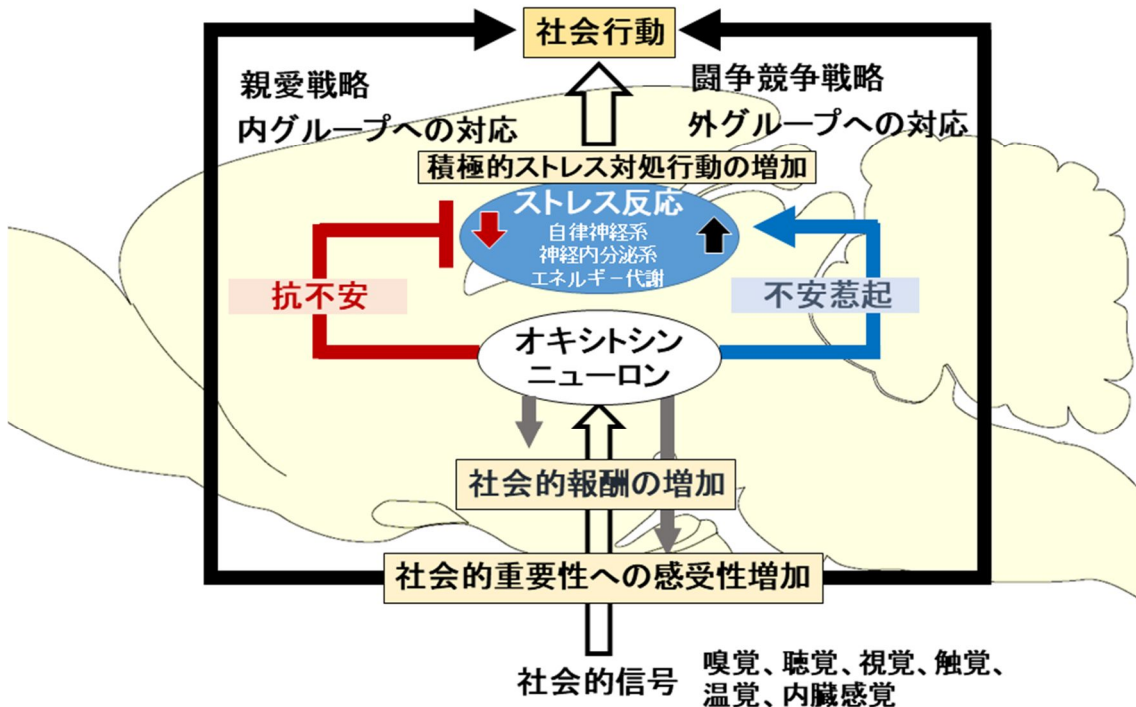 社会行動
親愛戦略
内グループへの対応
闘争競争戦略
外グループへの対応
積極的ストレス対処行動の増加
ストレス反応
自律神経系
神経内分泌系
エネルギー代謝
抗不安
不安惹起
オキシトシン
ニューロン
社会的報酬の増加
社会的重要性への感受性増加
社会的信号
嗅覚、聴覚、視覚、触覚、
温覚、内臓感覚